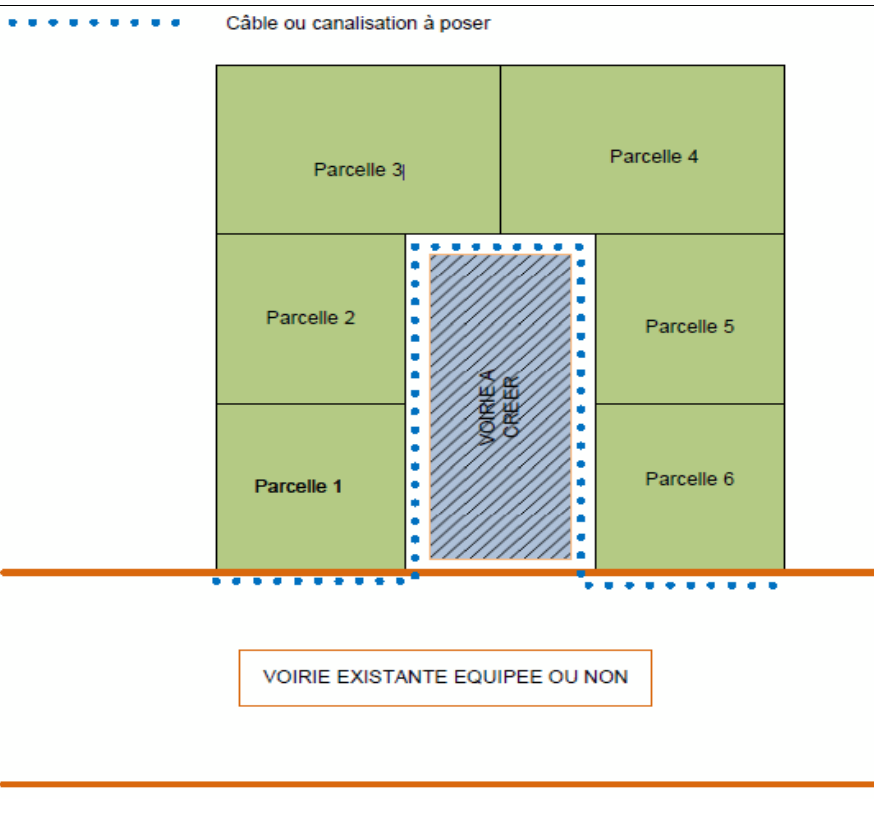 Câble ou canalisation à poser
Parcelle 3
Parcelle 4
Parcelle 2
Parcelle 5
VOIRIE A
CREER
Parcelle 1
Parcelle 6
VOIRIE EXISTANTE EQUIPEE OU NON